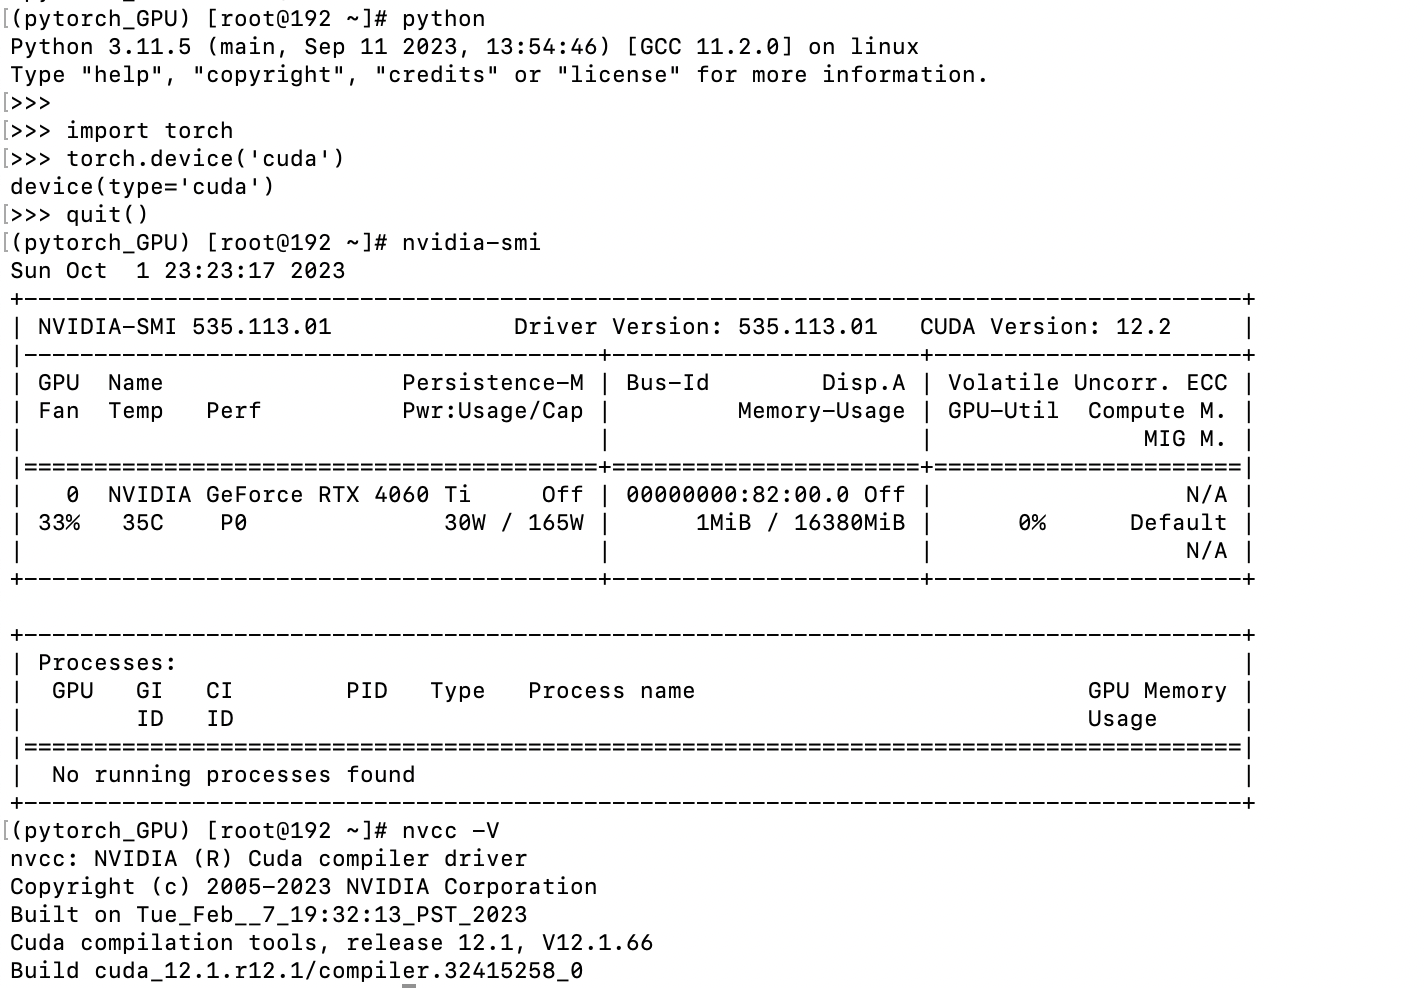 [(pytorch_GPU) [root@192 ~]# python
Python 3.11.5 (main, Sep 11 2023, 13:54:46) [GCC 11.2.0] on linux
Type "help", "copyright", "credits" or "license" for more information.
[>>>
[>>> import torch
[>>> torch.device('cuda')
device(type='cuda')
[>>> quit()
[(pytorch_GPU) [root@192 ~]# nvidia-smi
Sun Oct  1 23:23:17 2023
+---------------------------------------------------------------------------------------+
| NVIDIA-SMI 535.113.01             Driver Version: 535.113.01   CUDA Version: 12.2     |
|-----------------------------------------+----------------------+----------------------+
| GPU  Name                 Persistence-M | Bus-Id        Disp.A | Volatile Uncorr. ECC |
| Fan  Temp   Perf          Pwr:Usage/Cap |         Memory-Usage | GPU-Util  Compute M. |
|                                         |                      |               MIG M. |
|=========================================+======================+======================|
|   0  NVIDIA GeForce RTX 4060 Ti     Off | 00000000:82:00.0 Off |                  N/A |
| 33%   35C    P0              30W / 165W |      1MiB / 16380MiB |      0%      Default |
|                                         |                      |                  N/A |
+-----------------------------------------+----------------------+----------------------+
+---------------------------------------------------------------------------------------+
| Processes:                                                                            |
|  GPU   GI   CI        PID   Type   Process name                            GPU Memory |
|        ID   ID                                                             Usage      |
|=======================================================================================|
|  No running processes found                                                           |
+---------------------------------------------------------------------------------------+
[(pytorch_GPU) [root@192 ~]# nvcc -V
nvcc: NVIDIA (R) Cuda compiler driver
Copyright (c) 2005-2023 NVIDIA Corporation
Built on Tue_Feb__7_19:32:13_PST_2023
Cuda compilation tools, release 12.1, V12.1.66
Build cuda_12.1.r12.1/compiler.32415258_0